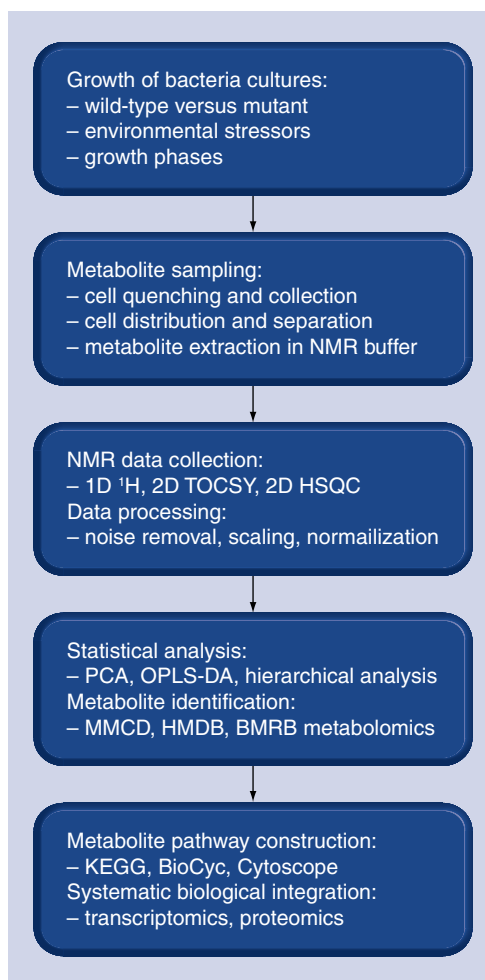 Growth of bacteria cultures:
– wild-type versus mutant
– environmental stressors
– growth phases
Metabolite sampling:
– cell quenching and collection
– cell distribution and separation
– metabolite extraction in NMR buffer
NMR data collection:
– 1D ¹H, 2D TOCSY, 2D HSQC
Data processing:
– noise removal, scaling, normailization
Statistical analysis:
– PCA, OPLS-DA, hierarchical analysis
Metabolite identification:
– MMCD, HMDB, BMRB metabolomics
Metabolite pathway construction:
– KEGG, BioCyc, Cytoscope
Systematic biological integration:
– transcriptomics, proteomics